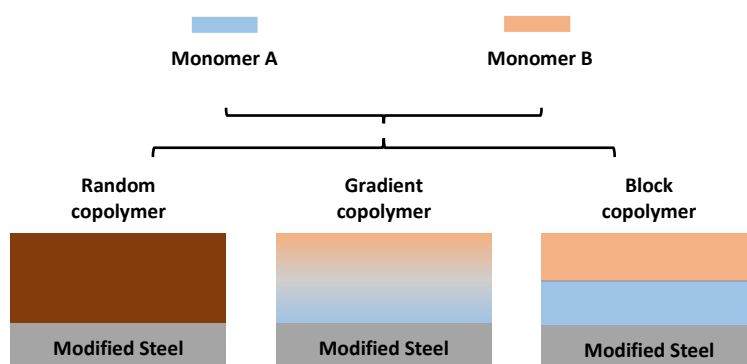 Monomer A
Monomer B
Random
copolymer
Gradient
copolymer
Block
copolymer
Modified Steel
Modified Steel
Modified Steel